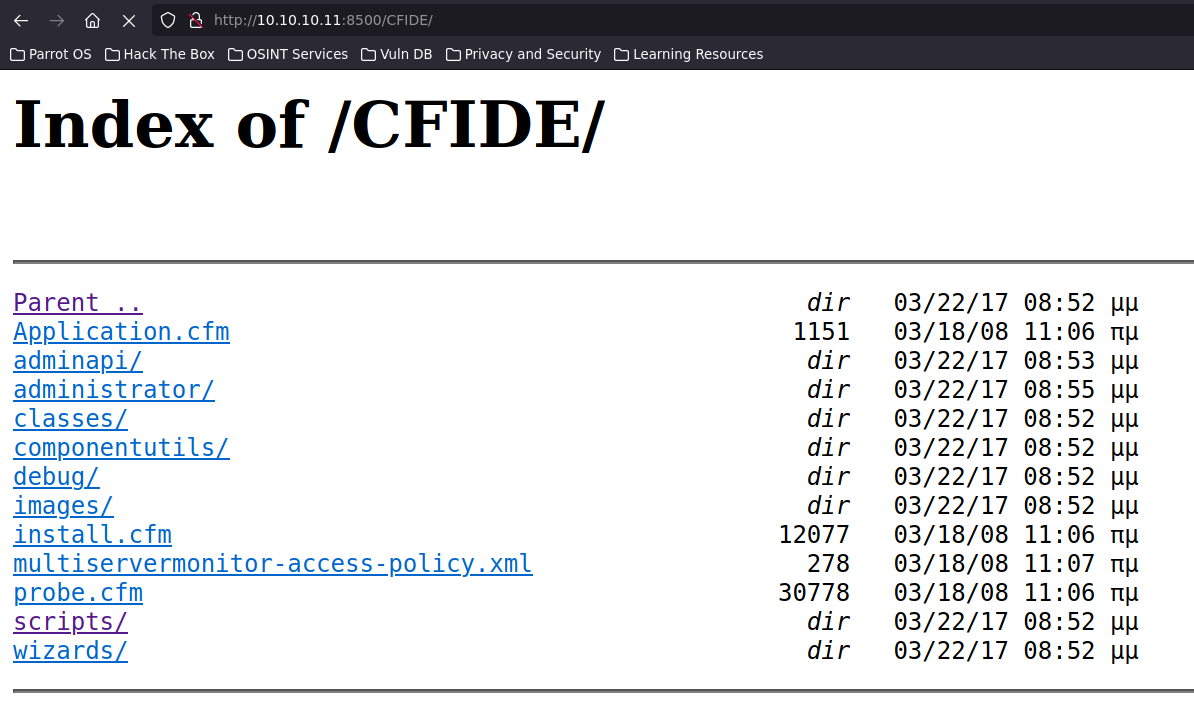 http://10.10.10.11:8500/CFIDE/
Parrot OS Hack The Box OSINT Services Vuln DB Privacy and Security Learning Resources
Index of /CFIDE/
Parent .. dir 03/22/17 08:52 μμ
Application.cfm 1151 03/18/08 11:06 πμ
adminapi/ dir 03/22/17 08:53 μμ
administrator/ dir 03/22/17 08:55 μμ
classes/ dir 03/22/17 08:52 μμ
componentutils/ dir 03/22/17 08:52 μμ
debug/ dir 03/22/17 08:52 μμ
images/ dir 03/22/17 08:52 μμ
install.cfm 12077 03/18/08 11:06 πμ
multiservermonitor-access-policy.xml 278 03/18/08 11:07 πμ
probe.cfm 30778 03/18/08 11:06 πμ
scripts/ dir 03/22/17 08:52 μμ
wizards/ dir 03/22/17 08:52 μμ